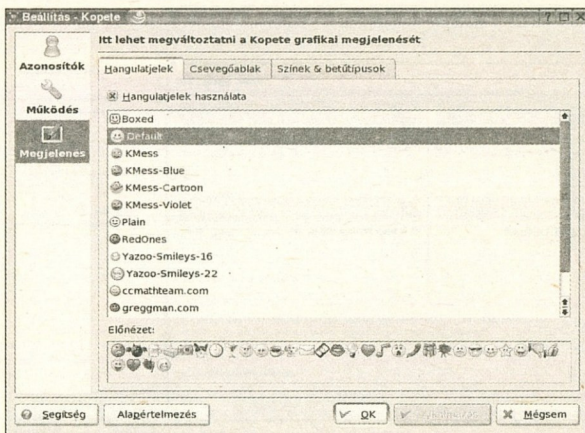 Beállítás - Kopete
Itt lehet megváltoztatni a Kopete grafikai megjelenését
Azonosítók
Működés
Megjelenés
Hangulatjelek
Csevegőablak
Színek & betűtípusok
Hangulatjelek használata
Boxed
Default
KMess
KMess-Blue
KMess-Cartoon
KMess-Violet
Plain
RedOnes
Yazoo-Smileys-16
Yazoo-Smileys-22
ccmathteam.com
greggman.com
Előnézet:
Segítség
Alapértelmezés
OK
Mégsem